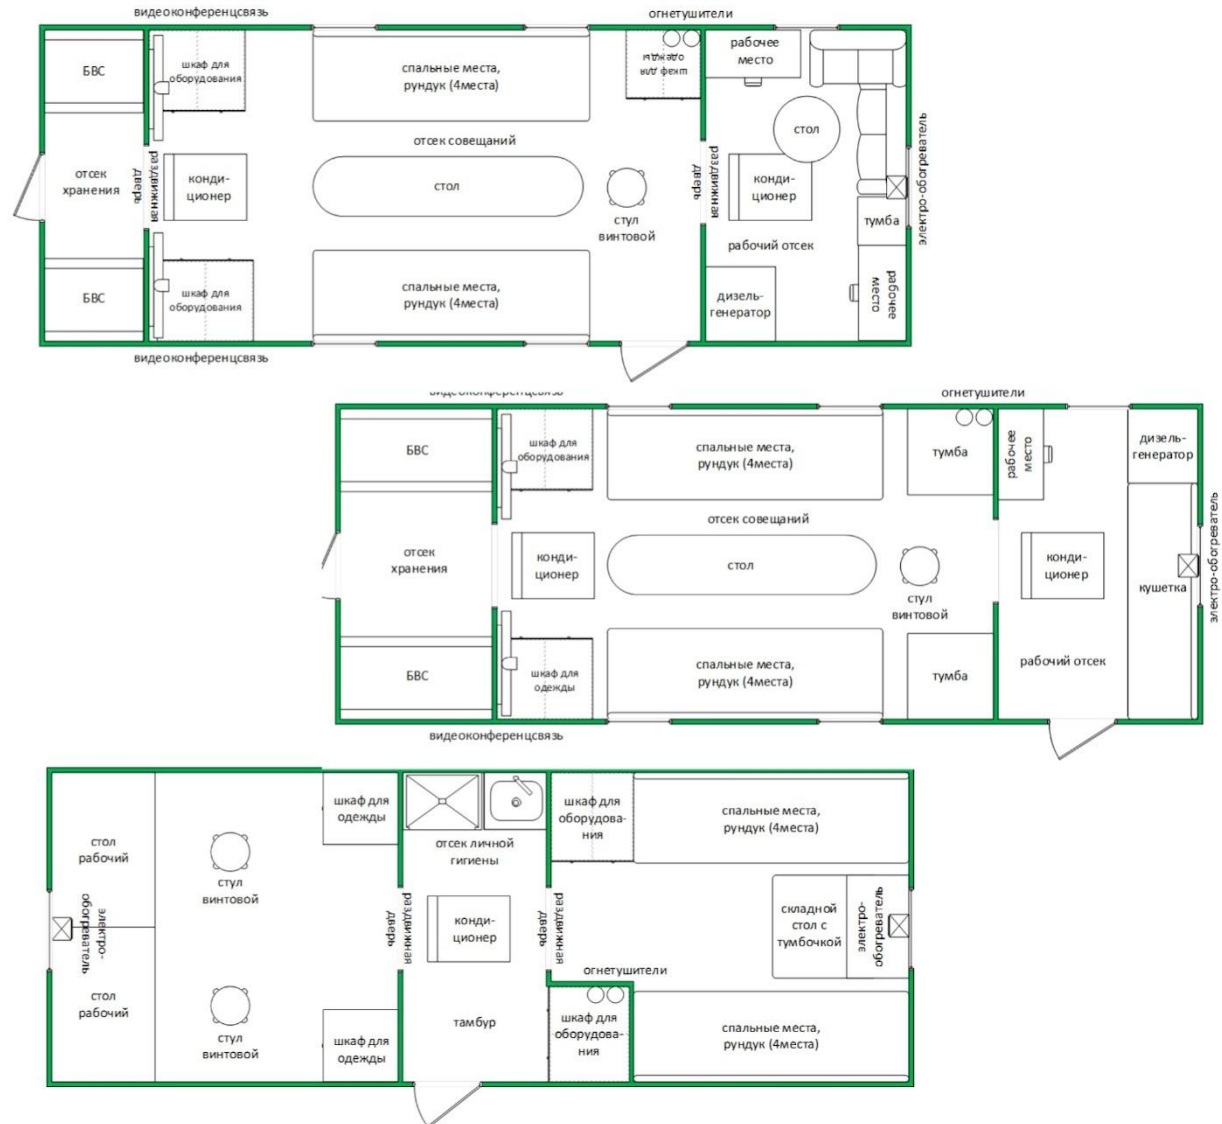 видеоконференцсвязь
огнетушители
БВС
шкаф для
оборудования
спальные места,
рундук (4места)
шкаф для
одежды
рабочее
место
отсек совещаний
стол
электро-обогреватель
отсек
хранения
раздвижная
дверь
конди-
ционер
стол
стул
винтовой
раздвижная
дверь
конди-
ционер
тумба
рабочий отсек
БВС
шкаф для
оборудования
спальные места,
рундук (4места)
дизель-
генератор
рабочее
место
видеоконференцсвязь
видеоконференцсвязь
огнетушители
БВС
шкаф для
оборудования
спальные места,
рундук (4места)
тумба
рабочее
место
дизель-
генератор
отсек совещаний
электро-обогреватель
отсек
хранения
конди-
ционер
стол
стул
винтовой
конди-
ционер
кушетка
БВС
шкаф для
одежды
спальные места,
рундук (4места)
тумба
рабочий отсек
видеоконференцсвязь
стол
рабочий
шкаф для
одежды
отсек личной
гигиены
шкаф для
оборудова-
ния
спальные места,
рундук (4места)
стул
винтовой
электро-
обогреватель
раздвижная
дверь
конди-
ционер
раздвижная
дверь
складной
стол с
тумбочкой
электро-
обогреватель
огнетушители
стол
рабочий
стул
винтовой
шкаф для
одежды
тамбур
шкаф для
оборудова-
ния
спальные места,
рундук (4места)